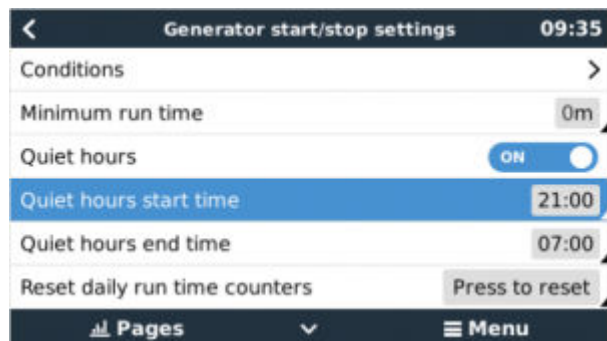 Generator start/stop settings 09:35
Conditions
Minimum run time 0m
Quiet hours ON
Quiet hours start time 21:00
Quiet hours end time 07:00
Reset daily run time counters Press to reset
Pages Menu